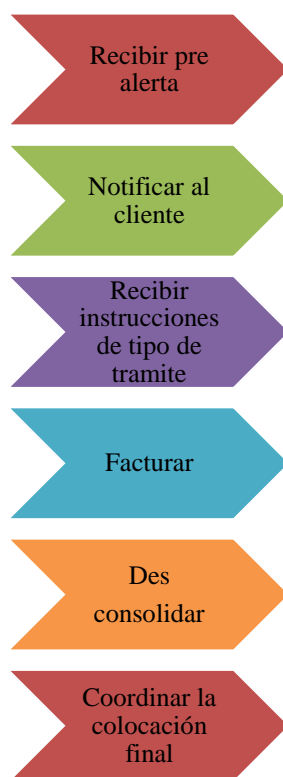 Recibir pre
alerta
Notificar al
cliente
Recibir
instrucciones
de tipo de
tramite
Facturar
Des
consolidar
Coordinar la
colocación
final